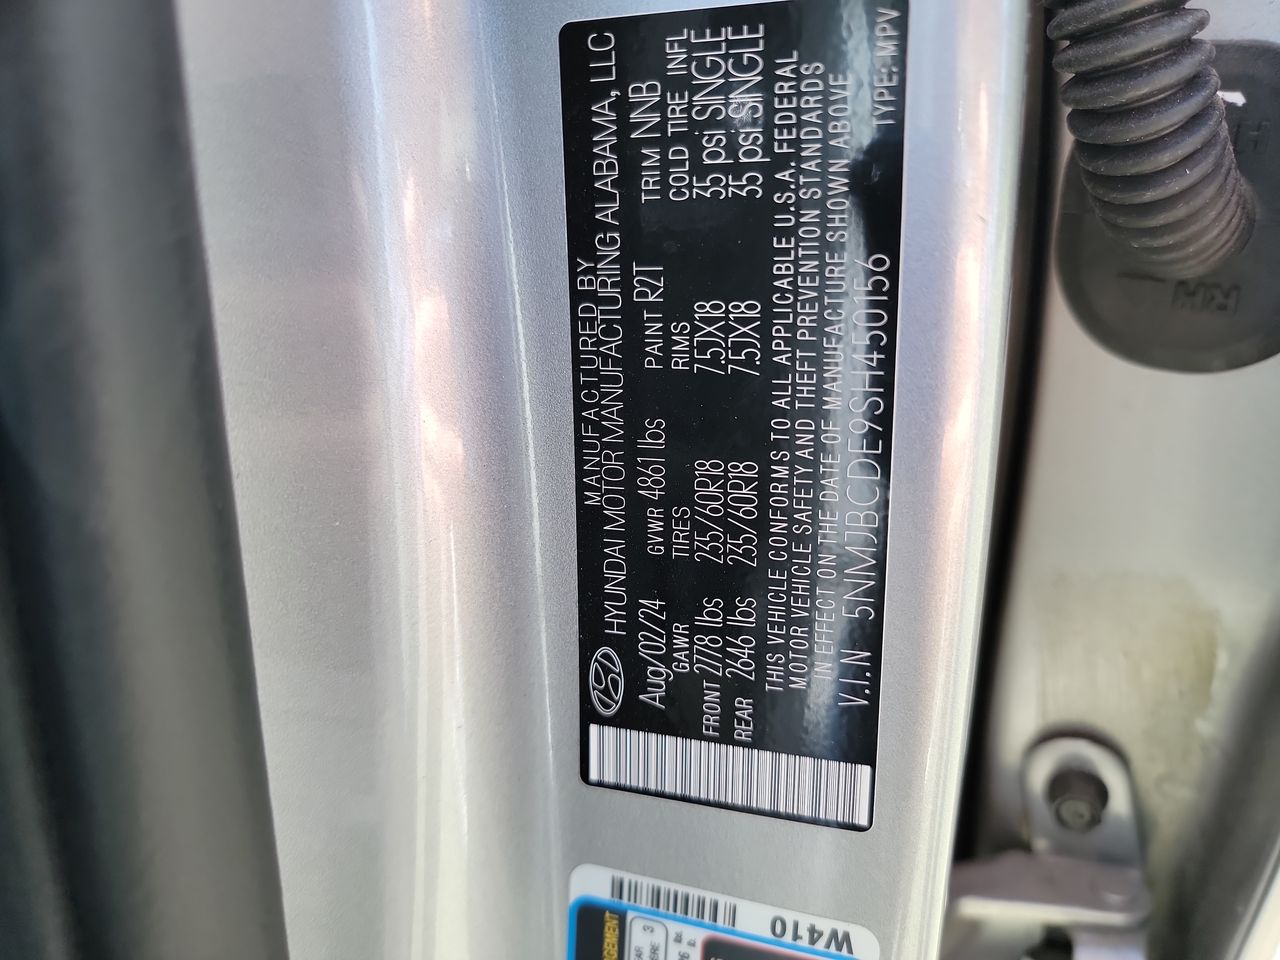 MANUFACTURED BY
HYUNDAI MOTOR MANUFACTURING ALABAMA, LLC
Aug/02/24 GVWR 4861 lbs PAINT R2T TRIM NNB
GAWR TIRES RIMS COLD TIRE INFL
FRONT 2778 lbs 235/60R18 7.5JX18 35 psi SINGLE
REAR 2646 lbs 235/60R18 7.5JX18 35 psi SINGLE
THIS VEHICLE CONFORMS TO ALL APPLICABLE U.S.A. FEDERAL
MOTOR VEHICLE SAFETY AND THEFT PREVENTION STANDARDS
IN EFFECT ON THE DATE OF MANUFACTURE SHOWN ABOVE
V.I.N 5NMJBCDE9SH450156 TYPE: MPV
W410
RH